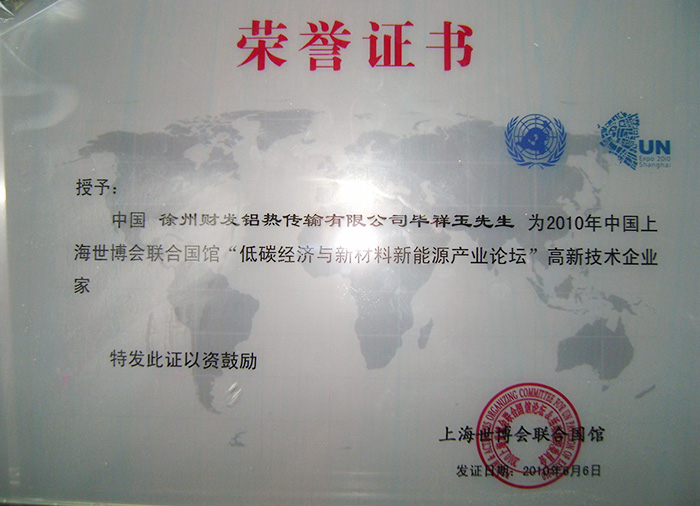 荣誉证书
UN
Expo 2010
Shanghai
授予：
中国 徐州财发铝热传输有限公司毕祥玉先生 为2010年中国上
海世博会联合国馆“低碳经济与新材料新能源产业论坛”高新技术企业
家
特发此证以资鼓励
上海世博会联合国馆
发证日期：2010年6月6日